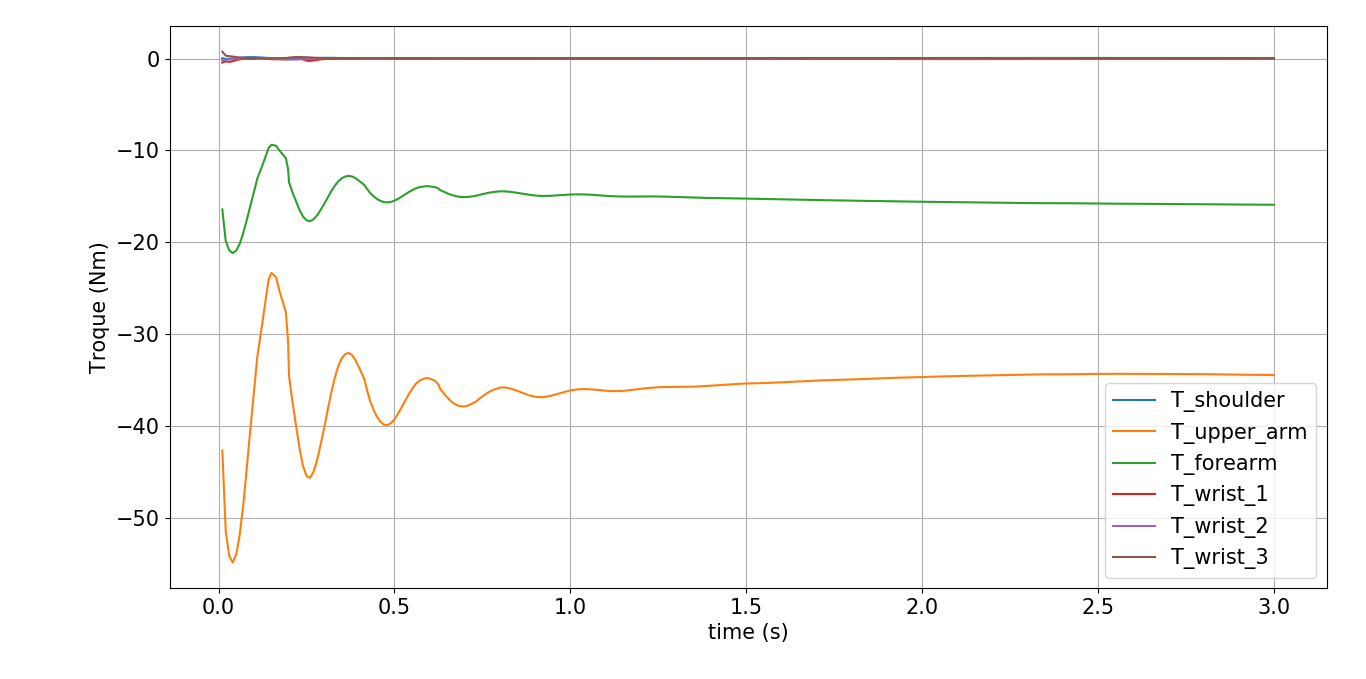 0
−10
−20
−30
−40
−50
Troque (Nm)
0.0 0.5 1.0 1.5 2.0 2.5 3.0
time (s)
T_shoulder
T_upper_arm
T_forearm
T_wrist_1
T_wrist_2
T_wrist_3